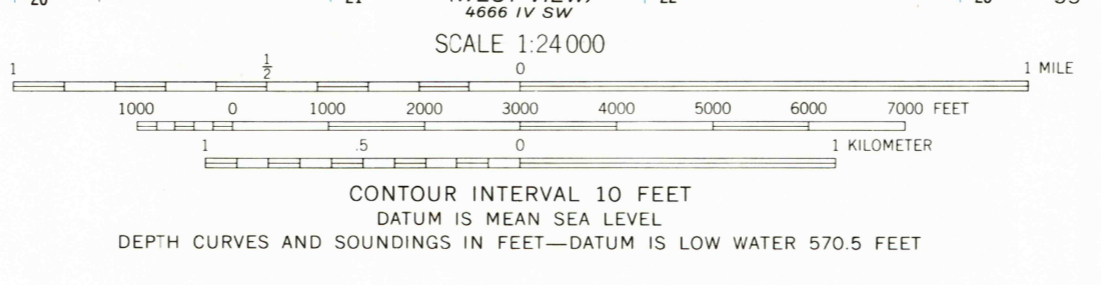 4666 IV SW
SCALE 1:24 000
1 1/2 0 1 MILE
1000 0 1000 2000 3000 4000 5000 6000 7000 FEET
1 .5 0 1 KILOMETER
CONTOUR INTERVAL 10 FEET
DATUM IS MEAN SEA LEVEL
DEPTH CURVES AND SOUNDINGS IN FEET—DATUM IS LOW WATER 570.5 FEET